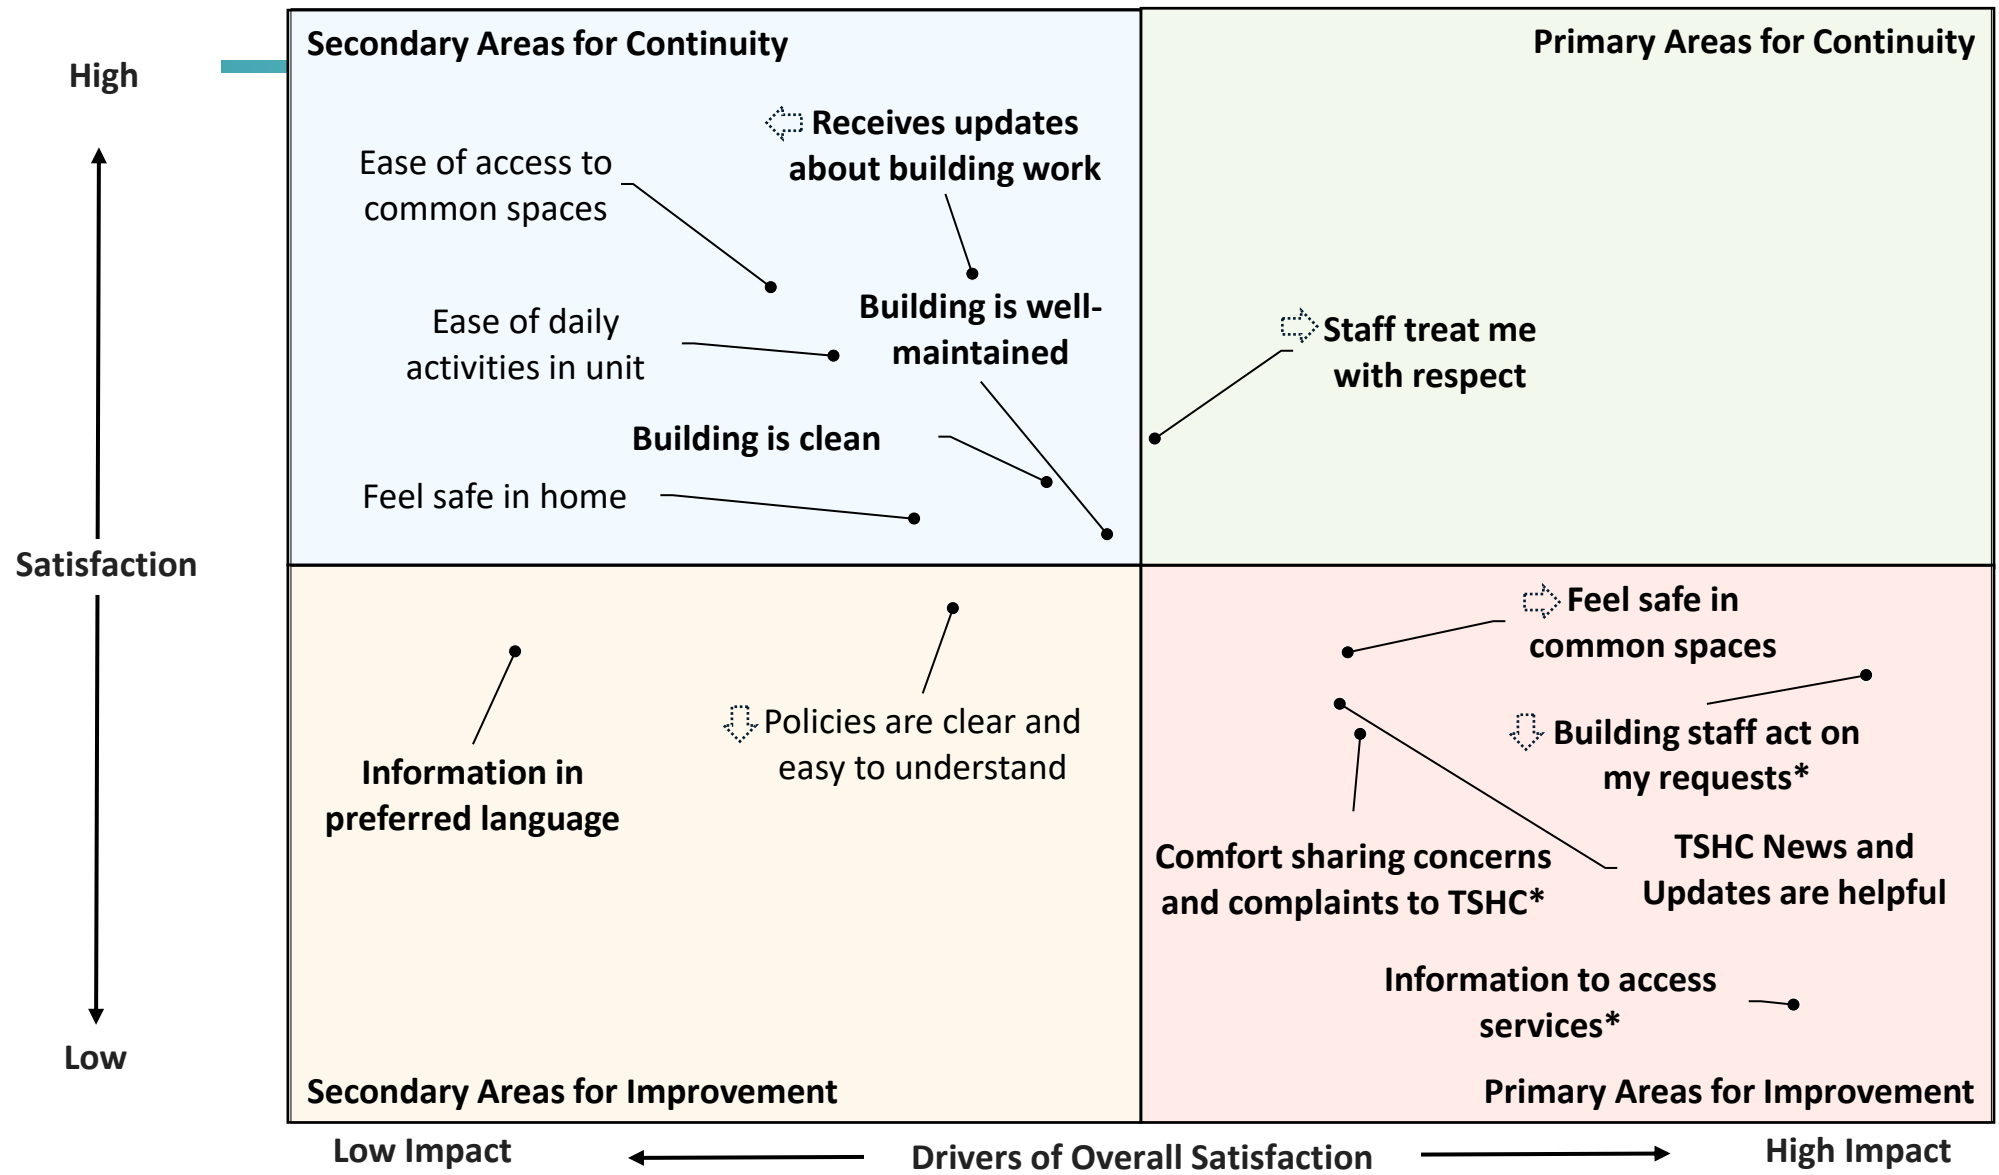 Secondary Areas for Continuity
Primary Areas for Continuity
High
Receives updates
about building work
Ease of access to
common spaces
Building is well-
maintained
Ease of daily
activities in unit
Staff treat me
with respect
Building is clean
Feel safe in home
Satisfaction
Feel safe in
common spaces
Policies are clear and
easy to understand
Building staff act on
my requests*
Information in
preferred language
Comfort sharing concerns
and complaints to TSHC*
TSHC News and
Updates are helpful
Information to access
services*
Low
Secondary Areas for Improvement
Primary Areas for Improvement
Low Impact
Drivers of Overall Satisfaction
High Impact